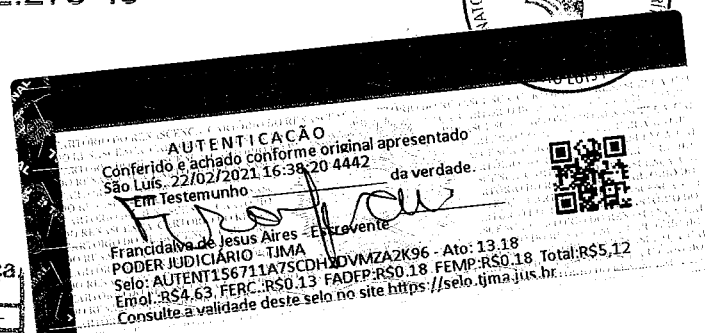 AUTENTICAÇÃO
Conferido e achado conforme original apresentado
São Luís, 22/02/2021 16:38:20 4442
Em Testemunho da verdade.
Francidalva de Jesus Aires - Escrevente
PODER JUDICIÁRIO - TJMA
Selo: - Ato: 13.18
Emol.:R$4,63 FERC.:R$0.13 FADEP:R$0.18 FEMP:R$0.18 Total:R$5,12
Consulte a validade deste selo no site https://selo.tjma.jus.br